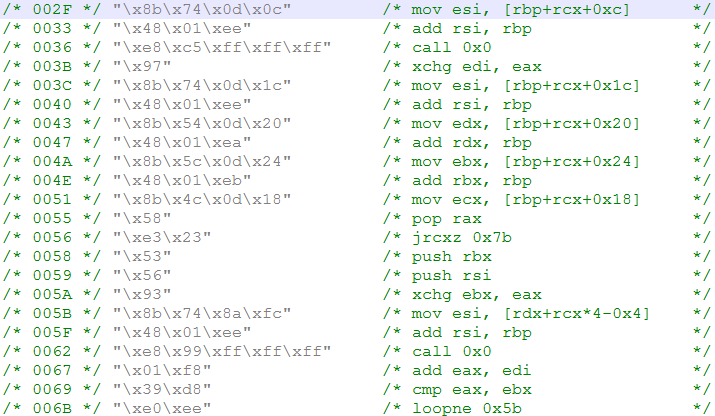 /* 002F */ "\x8b\x74\x0d\x0c" /* mov esi, [rbp+rcx+0xc] */
/* 0033 */ "\x48\x01\xee" /* add rsi, rbp */
/* 0036 */ "\xe8\xc5\xff\xff\xff" /* call 0x0 */
/* 003B */ "\x97" /* xchg edi, eax */
/* 003C */ "\x8b\x74\x0d\x1c" /* mov esi, [rbp+rcx+0x1c] */
/* 0040 */ "\x48\x01\xee" /* add rsi, rbp */
/* 0043 */ "\x8b\x54\x0d\x20" /* mov edx, [rbp+rcx+0x20] */
/* 0047 */ "\x48\x01\xea" /* add rdx, rbp */
/* 004A */ "\x8b\x5c\x0d\x24" /* mov ebx, [rbp+rcx+0x24] */
/* 004E */ "\x48\x01\xeb" /* add rbx, rbp */
/* 0051 */ "\x8b\x4c\x0d\x18" /* mov ecx, [rbp+rcx+0x18] */
/* 0055 */ "\x58" /* pop rax */
/* 0056 */ "\xe3\x23" /* jrcxz 0x7b */
/* 0058 */ "\x53" /* push rbx */
/* 0059 */ "\x56" /* push rsi */
/* 005A */ "\x93" /* xchg ebx, eax */
/* 005B */ "\x8b\x74\x8a\xfc" /* mov esi, [rdx+rcx*4-0x4] */
/* 005F */ "\x48\x01\xee" /* add rsi, rbp */
/* 0062 */ "\xe8\x99\xff\xff\xff" /* call 0x0 */
/* 0067 */ "\x01\xf8" /* add eax, edi */
/* 0069 */ "\x39\xd8" /* cmp eax, ebx */
/* 006B */ "\xe0\xee" /* loopne 0x5b */